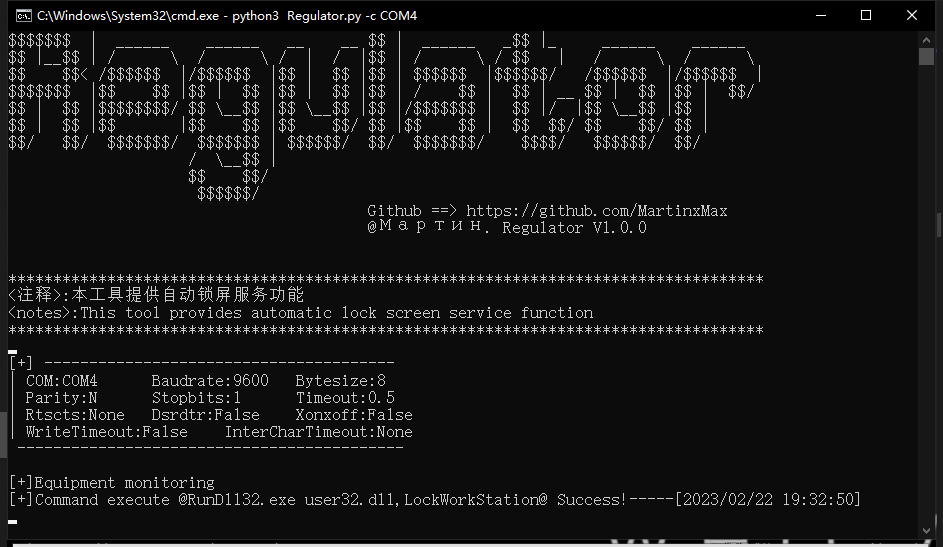 C:\Windows\System32\cmd.exe - python3  Regulator.py -c COM4
Regulator
Github ==> https://github.com/MartinxMax
@Мартин. Regulator V1.0.0
************************************************************************************
<注释>:本工具提供自动锁屏服务功能
<notes>:This tool provides automatic lock screen service function
************************************************************************************
[+] ---------------------------------------
| COM:COM4      Baudrate:9600   Bytesize:8
| Parity:N      Stopbits:1      Timeout:0.5
| Rtscts:None   Dsrdtr:False    Xonxoff:False
| WriteTimeout:False    InterCharTimeout:None
-------------------------------------------
[+]Equipment monitoring
[+]Command execute @RunDll32.exe user32.dll,LockWorkStation@ Success!-----[2023/02/22 19:32:50]